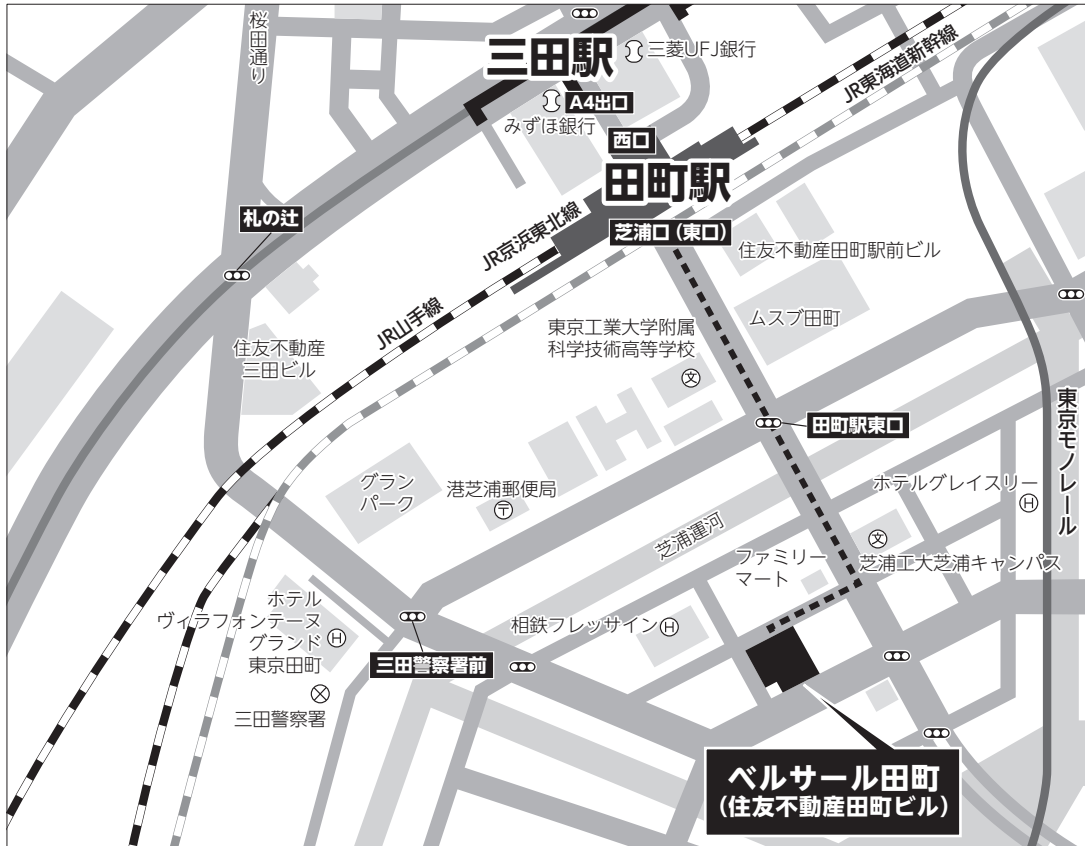 桜田通り
三田駅
三菱UFJ銀行
A4出口
みずほ銀行
西口
JR東海道新幹線
田町駅
札の辻
JR京浜東北線
芝浦口（東口）
住友不動産田町駅前ビル
JR山手線
東京工業大学附属
科学技術高等学校
文
ムスブ田町
住友不動産
三田ビル
東京モノレール
田町駅東口
グラン
パーク
港芝浦郵便局
〒
ホテルグレイスリー
H
芝浦運河
ファミリー
マート
文
芝浦工大芝浦キャンパス
ホテル
ヴィラフォンテーヌ
グランド
東京田町
H
相鉄フレッサイン
H
三田警察署前
三田警察署
ベルサール田町
（住友不動産田町ビル）